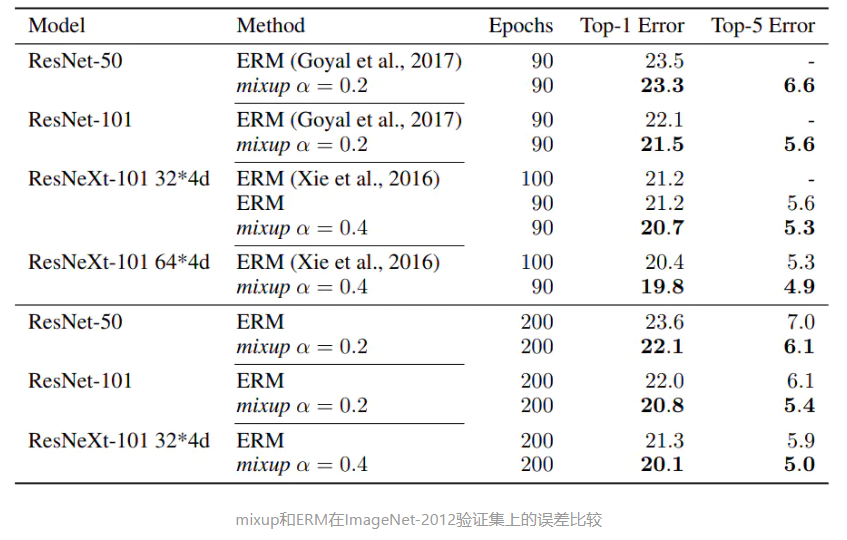 Model Method Epochs Top-1 Error Top-5 Error
ResNet-50 ERM (Goyal et al., 2017) 90 23.5 -
mixup α = 0.2 90 23.3 6.6
ResNet-101 ERM (Goyal et al., 2017) 90 22.1 -
mixup α = 0.2 90 21.5 5.6
ResNeXt-101 32*4d ERM (Xie et al., 2016) 100 21.2 -
ERM 90 21.2 5.6
mixup α = 0.4 90 20.7 5.3
ResNeXt-101 64*4d ERM (Xie et al., 2016) 100 20.4 5.3
mixup α = 0.4 90 19.8 4.9
ResNet-50 ERM 200 23.6 7.0
mixup α = 0.2 200 22.1 6.1
ResNet-101 ERM 200 22.0 6.1
mixup α = 0.2 200 20.8 5.4
ResNeXt-101 32*4d ERM 200 21.3 5.9
mixup α = 0.4 200 20.1 5.0
mixup和ERM在ImageNet-2012验证集上的误差比较